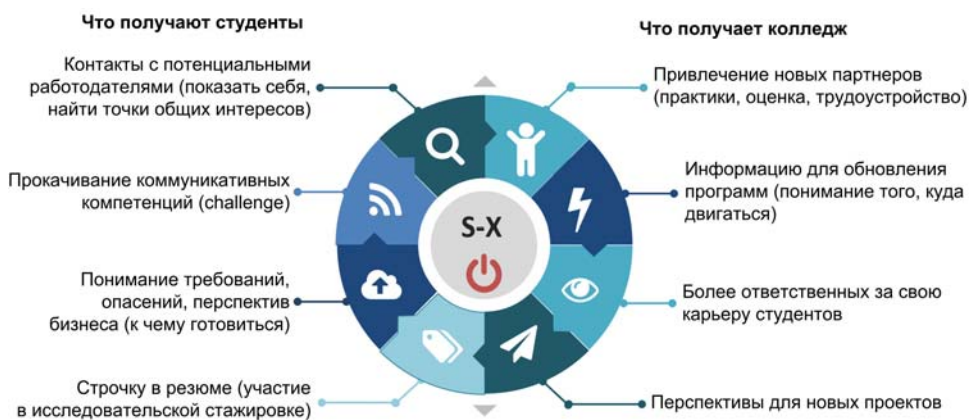 Что получают студенты
Контакты с потенциальными
работодателями (показать себя,
найти точки общих интересов)
Прокачивание коммуникативных
компетенций (challenge)
Понимание требований,
опасений, перспектив
бизнеса (к чему готовиться)
Строчку в резюме (участие
в исследовательской стажировке)
S-X
Что получает колледж
Привлечение новых партнеров
(практики, оценка, трудоустройство)
Информацию для обновления
программ (понимание того, куда
двигаться)
Более ответственных за свою
карьеру студентов
Перспективы для новых проектов